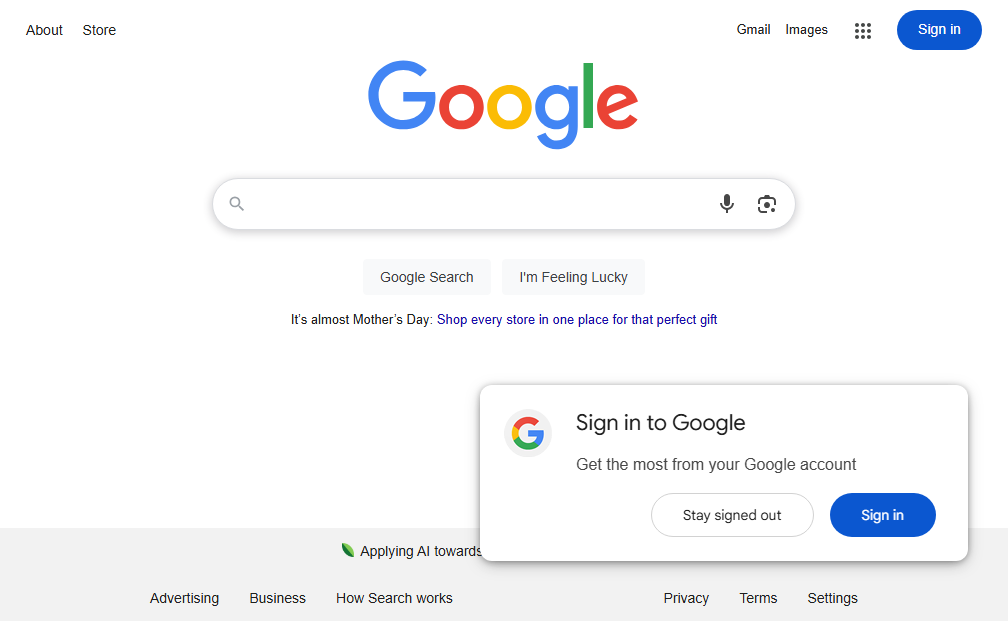 About Store Gmail Images Sign in
Google
Google Search I'm Feeling Lucky
It's almost Mother's Day: Shop every store in one place for that perfect gift
Sign in to Google
Get the most from your Google account
Stay signed out Sign in
Applying AI towards
Advertising Business How Search works Privacy Terms Settings